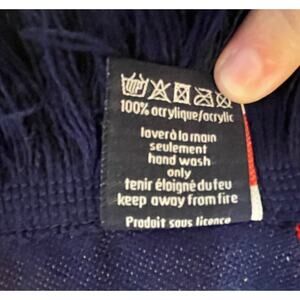 100% acrylique/acrylic
laver à la main
seulement
hand wash
only
tenir éloigné du feu
keep away from fire
Produit sous licence